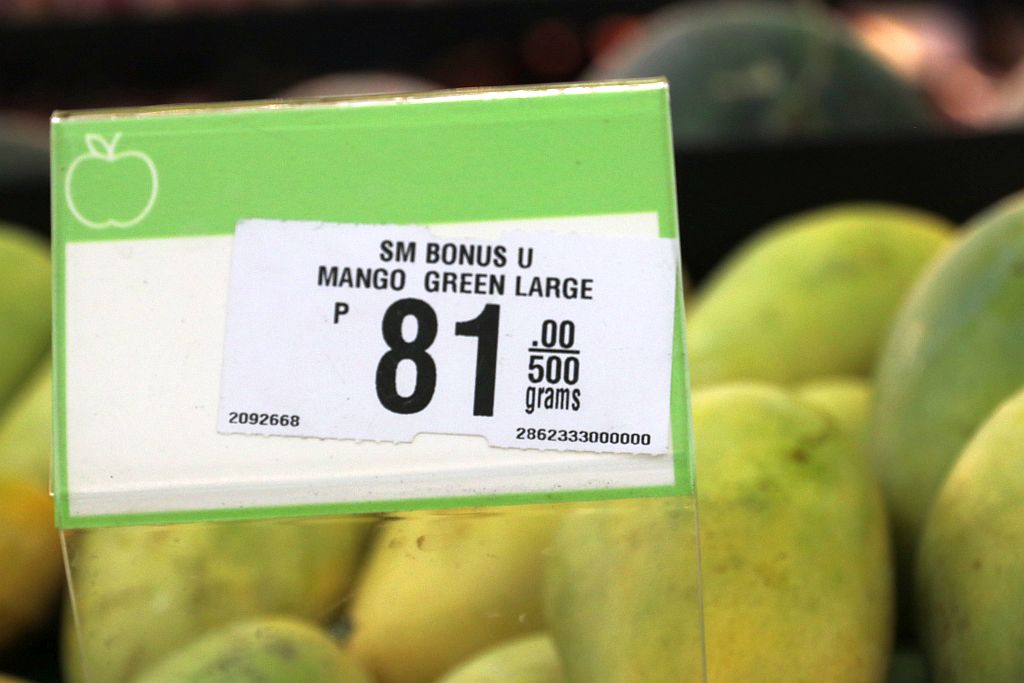 SM BONUS U
MANGO GREEN LARGE
P 81 .00
500
grams
2092668
2862333000000